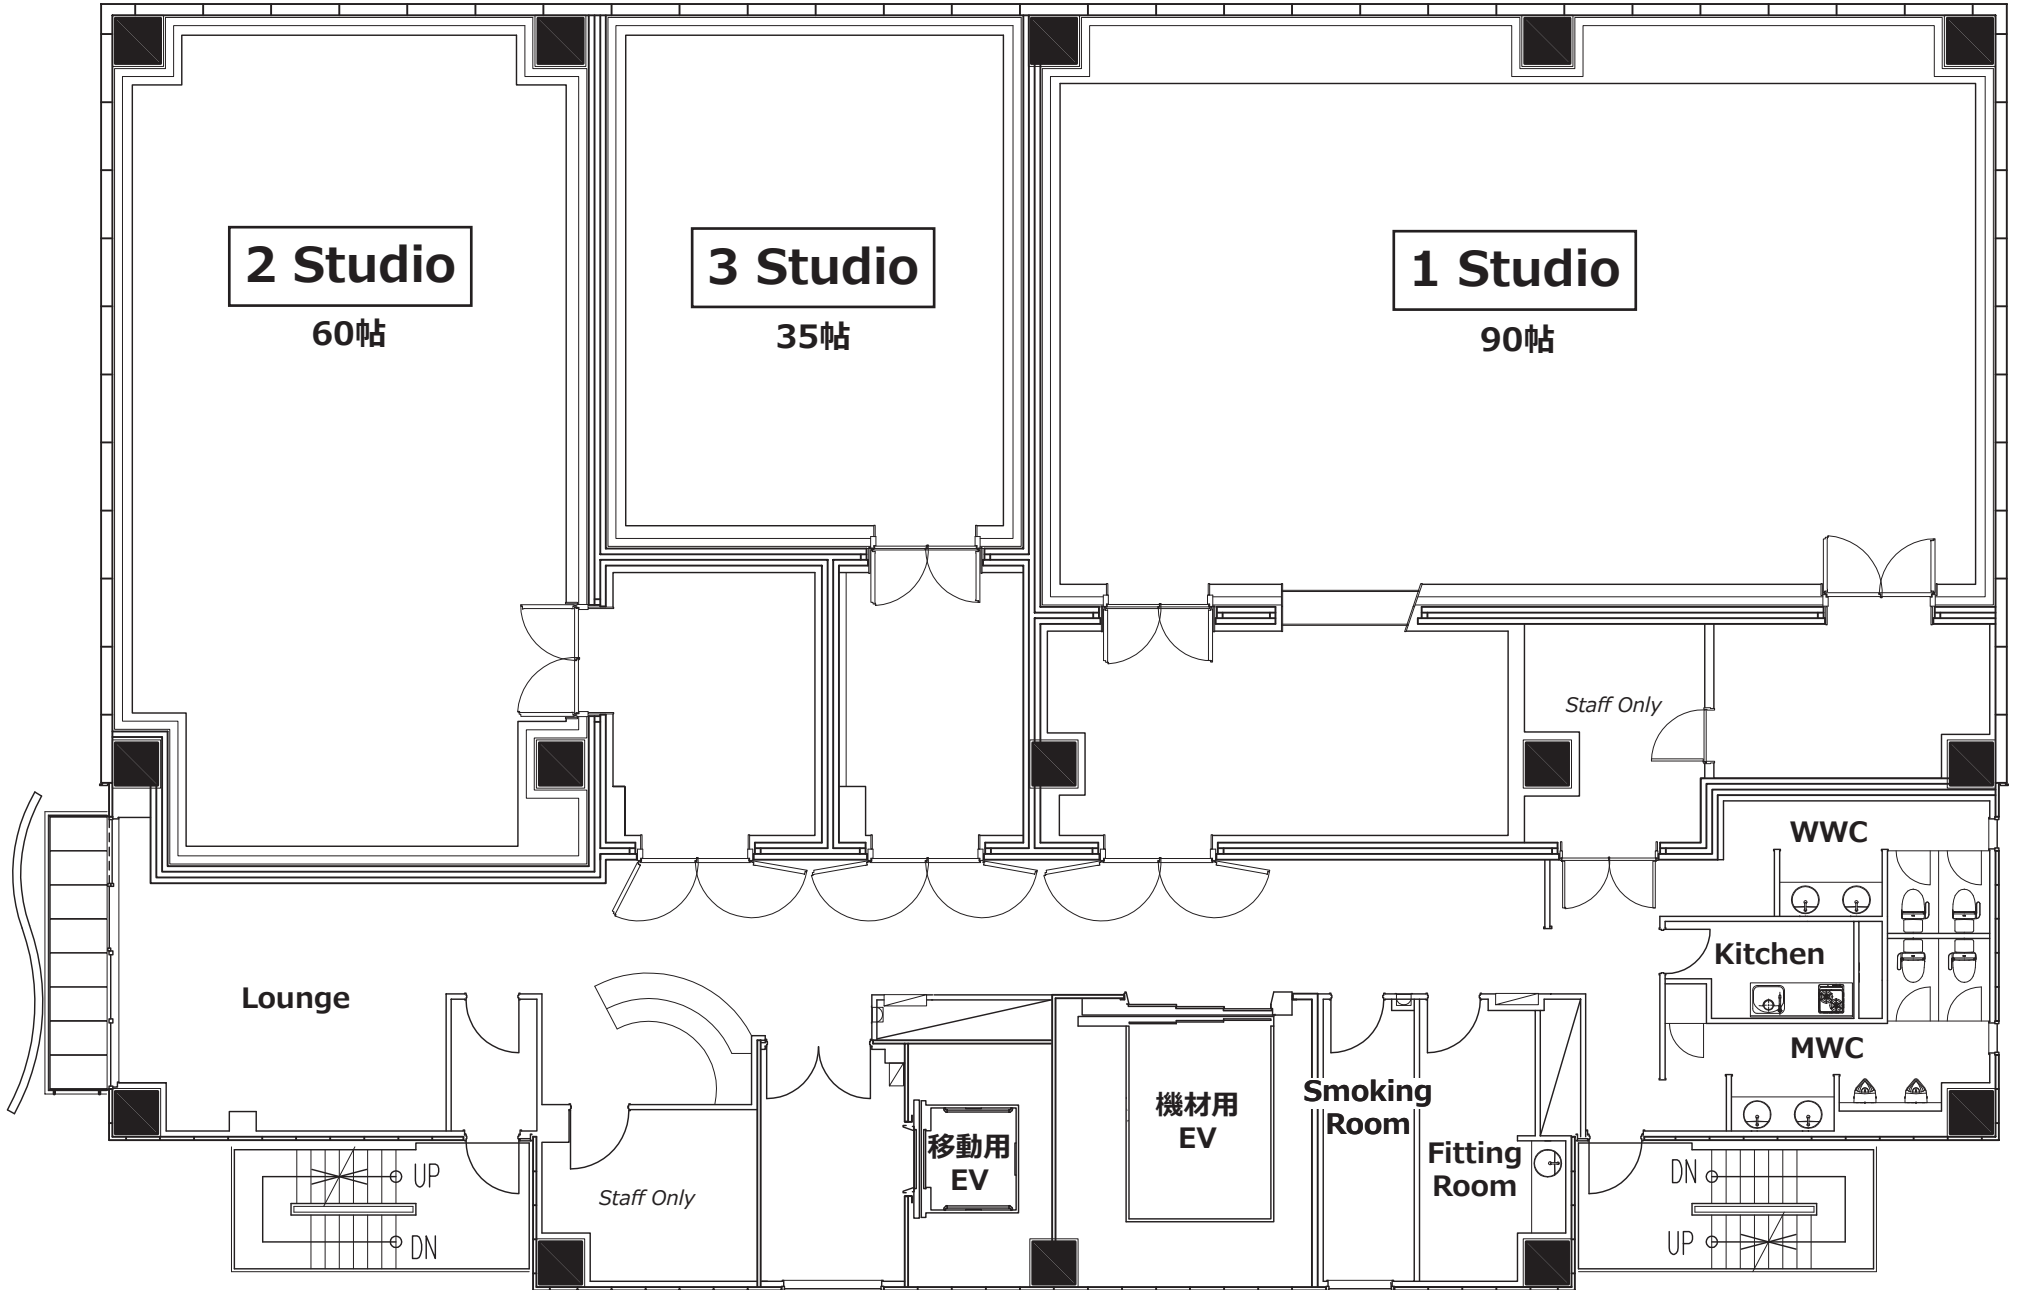 2 Studio
60帖
3 Studio
35帖
1 Studio
90帖
Staff Only
WWC
Kitchen
Lounge
MWC
Smoking
Room
機材用
EV
移動用
EV
Fitting
Room
Staff Only
UP
DN
DN
UP